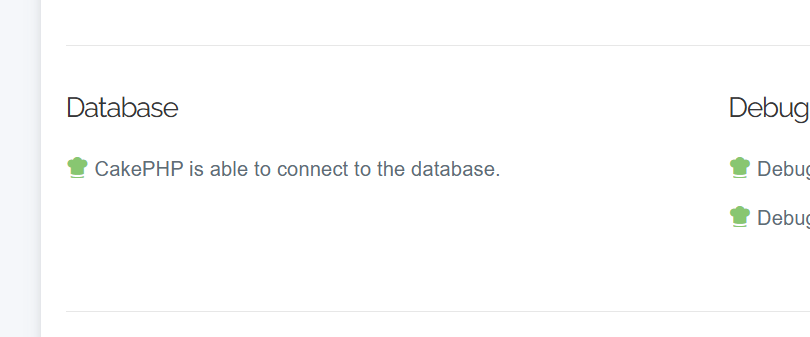 Database
CakePHP is able to connect to the database.
Debug
Debug
Debug